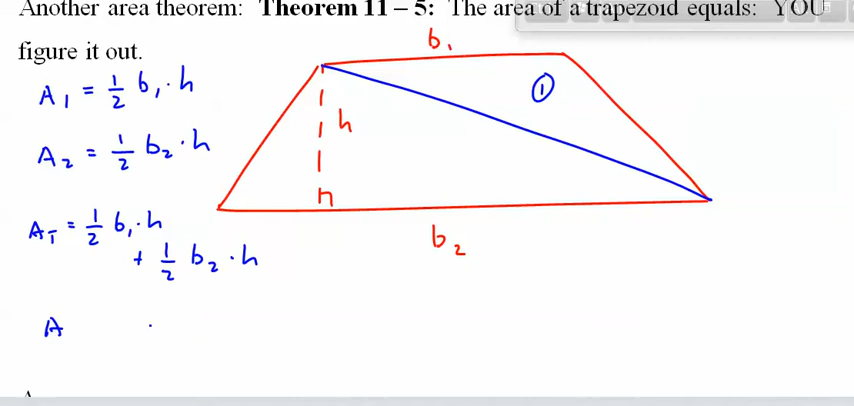 Another area theorem: Theorem 11 – 5: The area of a trapezoid equals: YOU
figure it out.
b₁
A₁ = ½ b₁ · h
①
h
A₂ = ½ b₂ · h
A_T = ½ b₁ · h
+ ½ b₂ · h
b₂
A